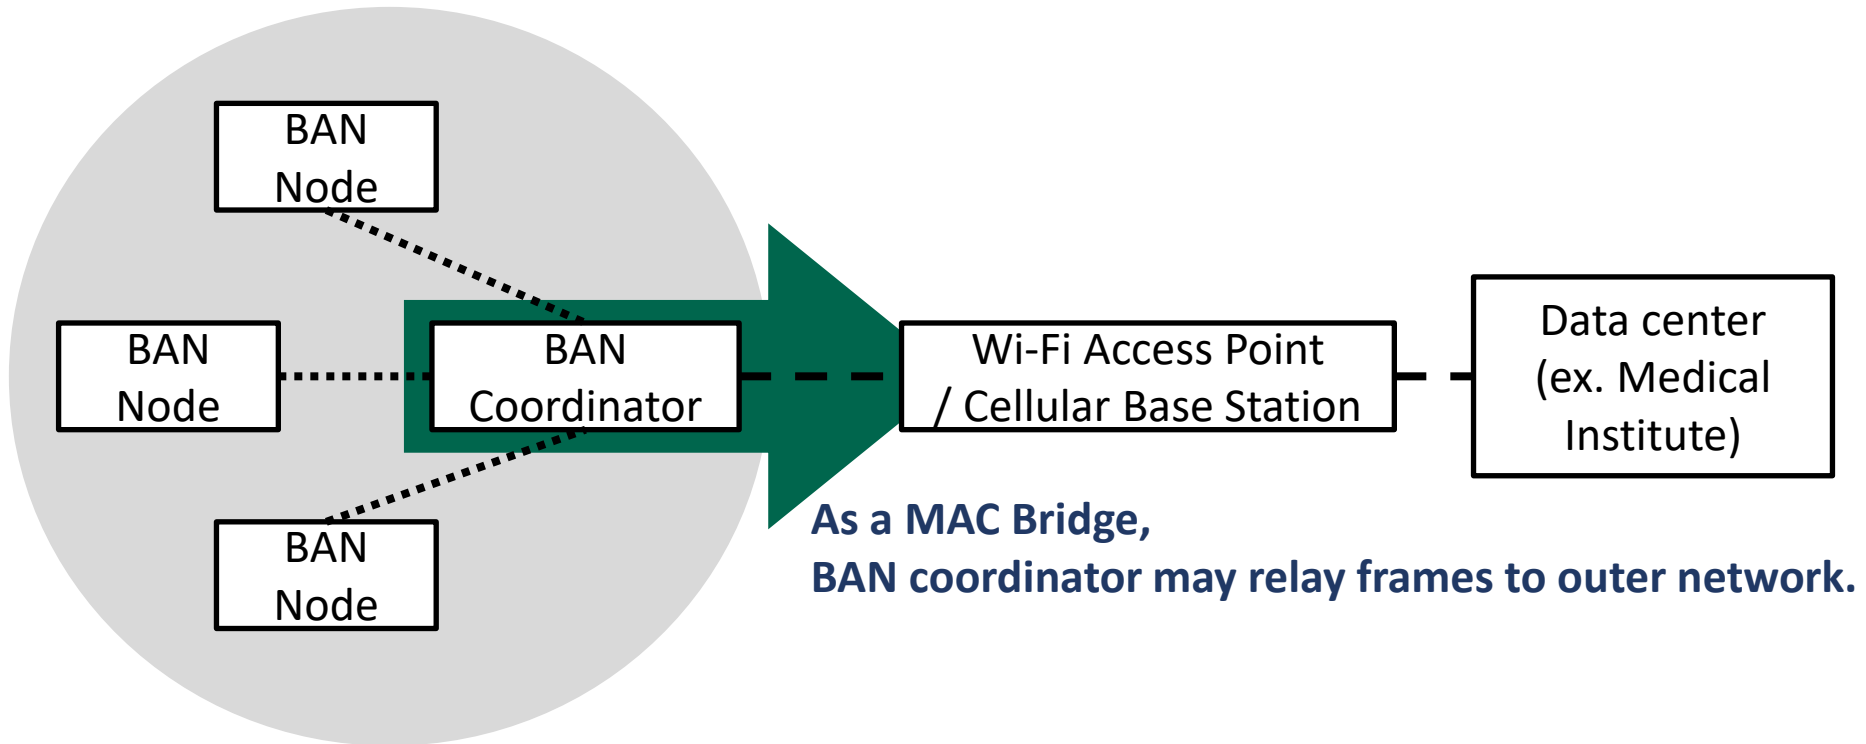 BAN
Node
BAN
Node
BAN
Coordinator
BAN
Node
Wi-Fi Access Point
/ Cellular Base Station
Data center
(ex. Medical
Institute)
As a MAC Bridge,
BAN coordinator may relay frames to outer network.